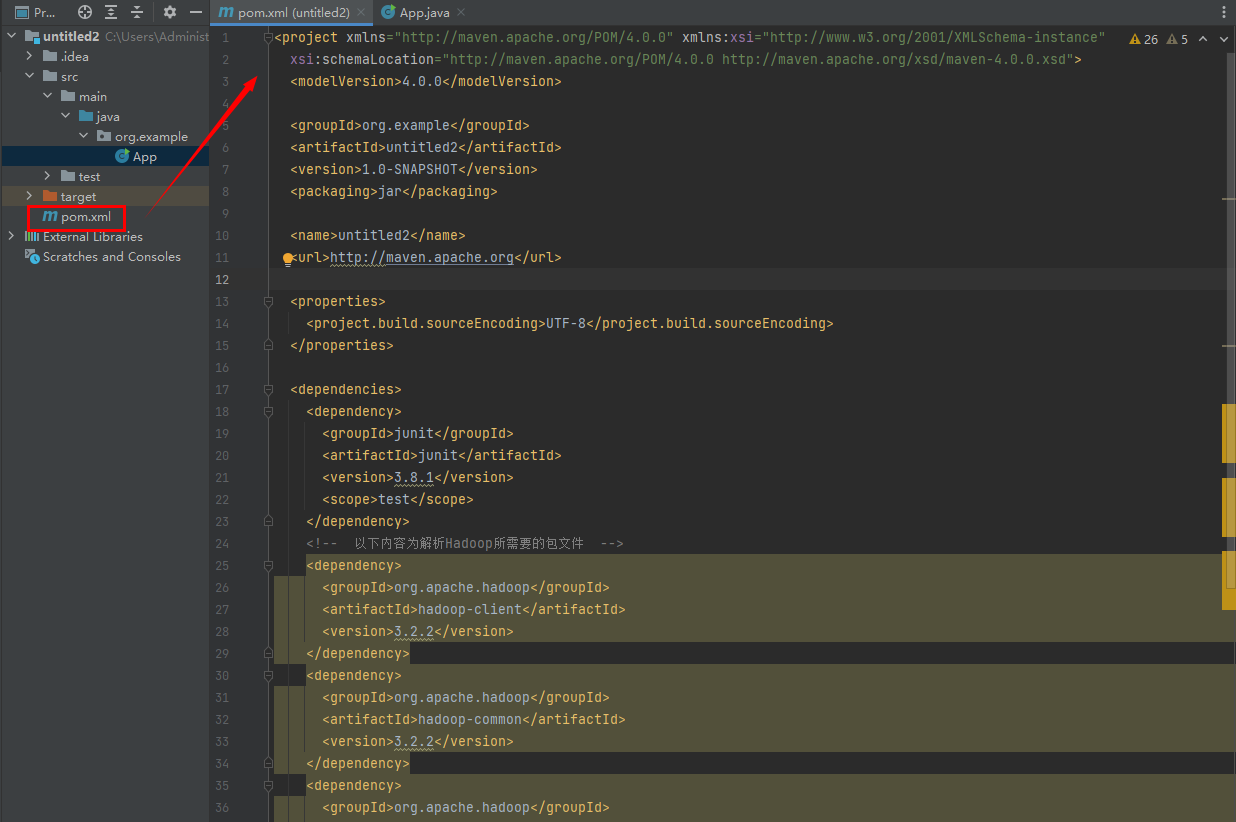 Pr...
pom.xml (untitled2)
App.java
untitled2 C:\Users\Administ
.idea
src
main
java
org.example
App
test
target
pom.xml
External Libraries
Scratches and Consoles
26 5
1 <project xmlns="http://maven.apache.org/POM/4.0.0" xmlns:xsi="http://www.w3.org/2001/XMLSchema-instance"
2 xsi:schemaLocation="http://maven.apache.org/POM/4.0.0 http://maven.apache.org/xsd/maven-4.0.0.xsd">
3 <modelVersion>4.0.0</modelVersion>
4
5 <groupId>org.example</groupId>
6 <artifactId>untitled2</artifactId>
7 <version>1.0-SNAPSHOT</version>
8 <packaging>jar</packaging>
9
10 <name>untitled2</name>
11 <url>http://maven.apache.org</url>
12
13 <properties>
14 <project.build.sourceEncoding>UTF-8</project.build.sourceEncoding>
15 </properties>
16
17 <dependencies>
18 <dependency>
19 <groupId>junit</groupId>
20 <artifactId>junit</artifactId>
21 <version>3.8.1</version>
22 <scope>test</scope>
23 </dependency>
24 <!-- 以下内容为解析Hadoop所需要的包文件 -->
25 <dependency>
26 <groupId>org.apache.hadoop</groupId>
27 <artifactId>hadoop-client</artifactId>
28 <version>3.2.2</version>
29 </dependency>
30 <dependency>
31 <groupId>org.apache.hadoop</groupId>
32 <artifactId>hadoop-common</artifactId>
33 <version>3.2.2</version>
34 </dependency>
35 <dependency>
36 <groupId>org.apache.hadoop</groupId>